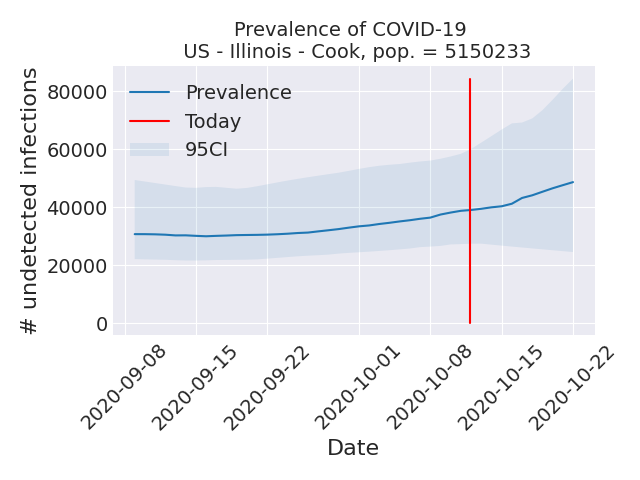 Prevalence of COVID-19
US - Illinois - Cook, pop. = 5150233
# undetected infections
80000
60000
40000
20000
0
Prevalence
Today
95CI
2020-09-08
2020-09-15
2020-09-22
2020-10-01
2020-10-08
2020-10-15
2020-10-22
Date